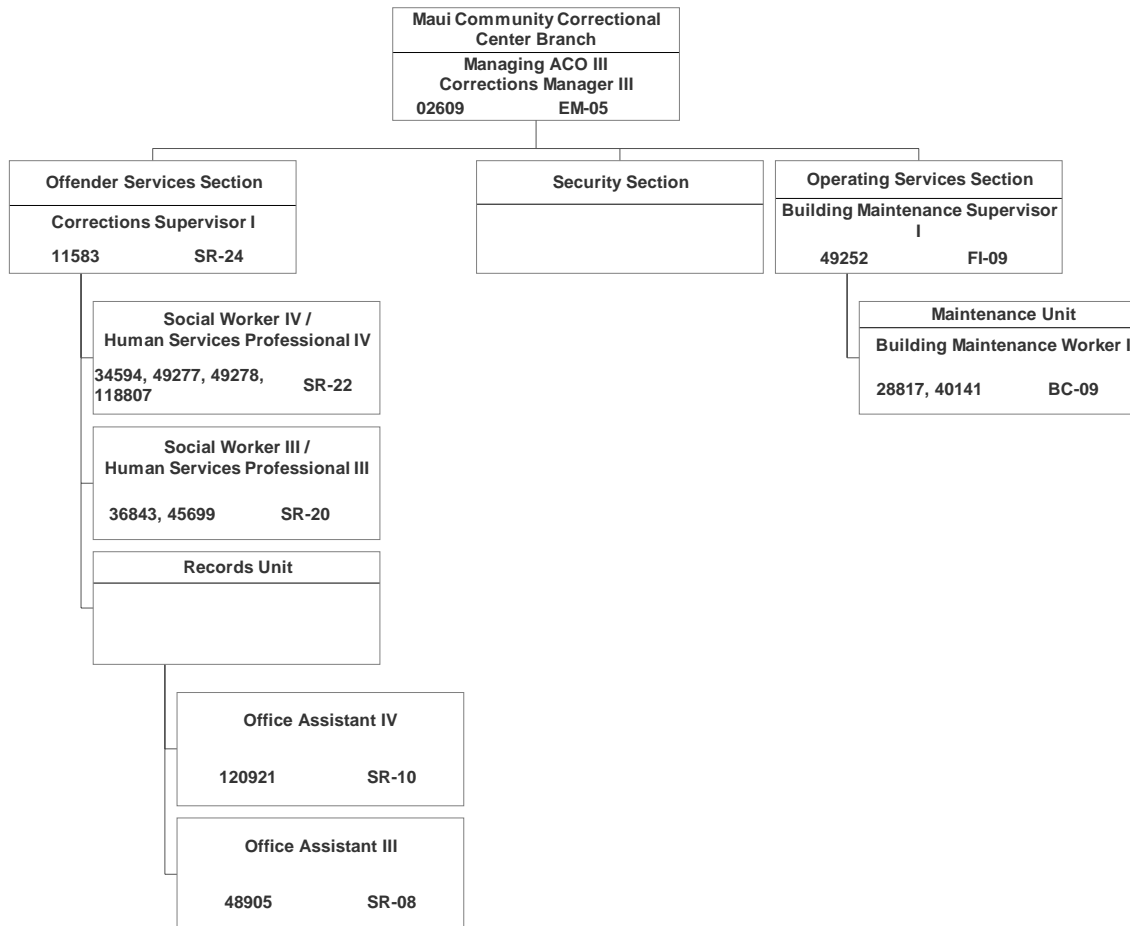 Maui Community Correctional
Center Branch
Managing ACO III
Corrections Manager III
02609 EM-05
Offender Services Section
Corrections Supervisor I
11583 SR-24
Security Section
Operating Services Section
Building Maintenance Supervisor
I
49252 FI-09
Social Worker IV /
Human Services Professional IV
34594, 49277, 49278,
118807
SR-22
Maintenance Unit
Building Maintenance Worker I
28817, 40141 BC-09
Social Worker III /
Human Services Professional III
36843, 45699 SR-20
Records Unit
Office Assistant IV
120921 SR-10
Office Assistant III
48905 SR-08